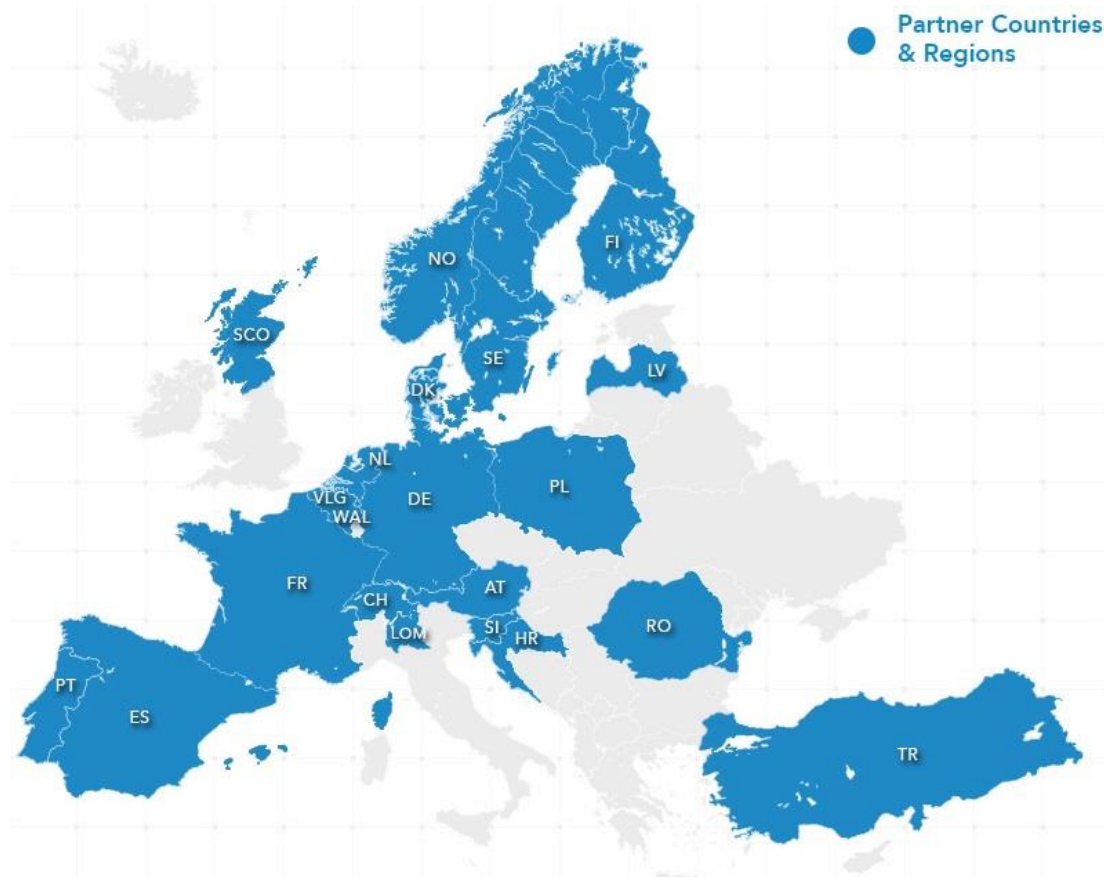 Partner Countries
& Regions
NO
FI
SCO
SE
LV
DK
NL
PL
VLG
DE
WAL
FR
AT
CH
LOM
SI
HR
RO
PT
ES
TR